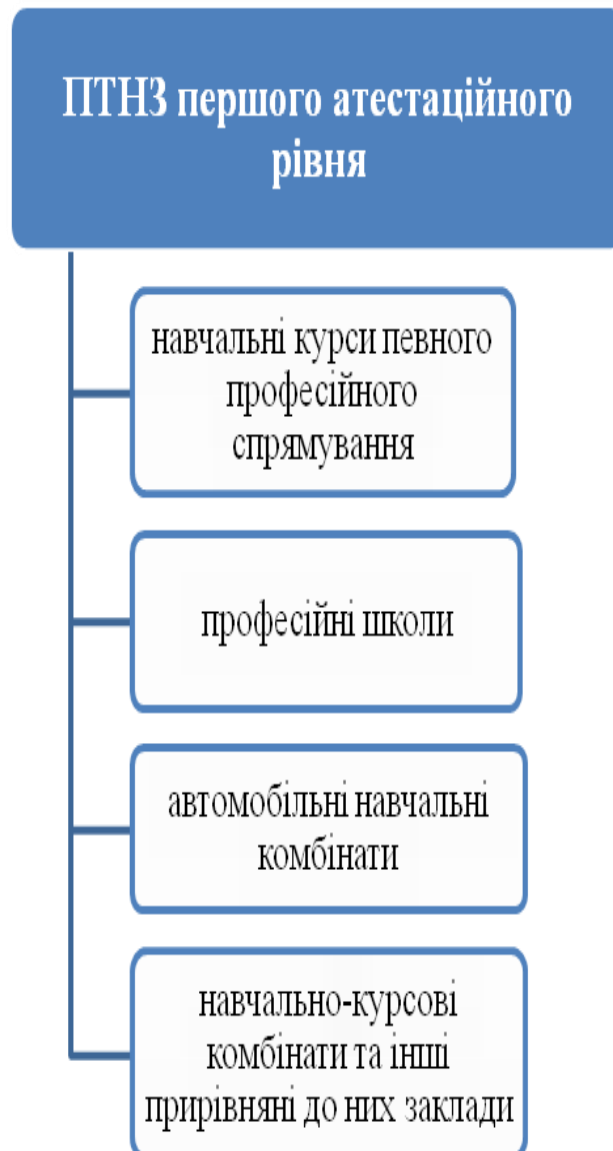 ПТНЗ першого атестаційного
рівня
навчальні курси певного
професійного
спрямування
професійні школи
автомобільні навчальні
комбінати
навчально-курсові
комбінати та інші
прирівняні до них заклади